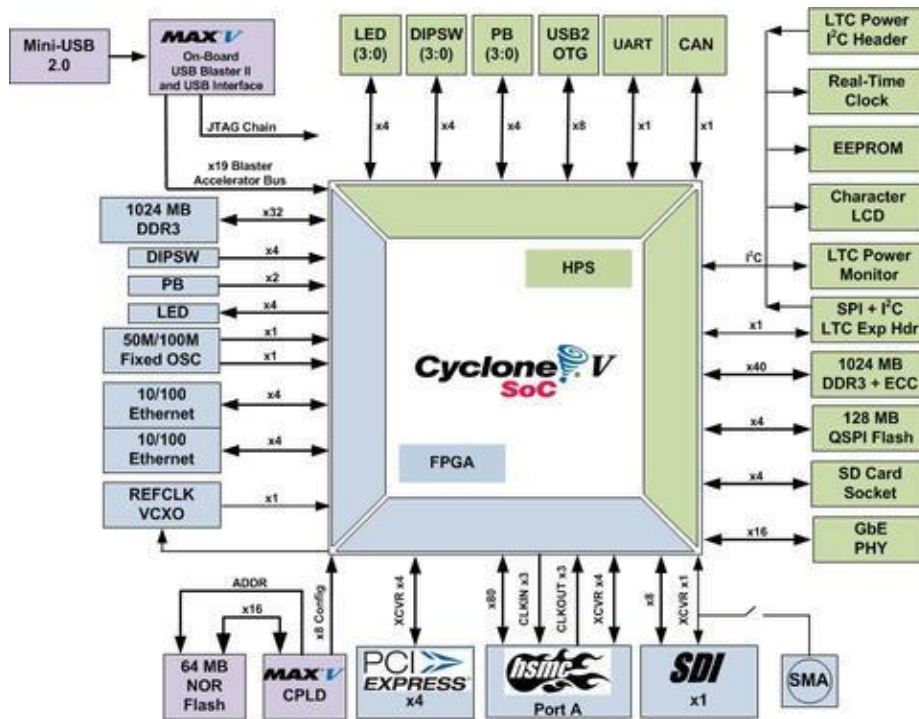 Mini-USB
2.0
MAX V
On-Board
USB Blaster II
and USB Interface
LED
(3:0)
DIPSW
(3:0)
PB
(3:0)
USB2
OTG
UART
CAN
LTC Power
I²C Header
Real-Time
Clock
EEPROM
Character
LCD
LTC Power
Monitor
SPI + I²C
LTC Exp Hdr
1024 MB
DDR3 + ECC
128 MB
QSPI Flash
SD Card
Socket
GbE
PHY
JTAG Chain
x19 Blaster
Accelerator Bus
x4
x4
x4
x8
x1
x1
1024 MB
DDR3
x32
DIPSW
x4
PB
x2
LED
x4
50M/100M
Fixed OSC
x1
x1
10/100
Ethernet
x4
10/100
Ethernet
x4
REFCLK
VCXO
x1
HPS
Cyclone V
SoC
FPGA
I²C
x1
x40
x4
x4
x16
ADDR
x16
x8 Config
XCVR x4
x80
CLKIN x3
CLKOUT x3
XCVR x4
x8
XCVR x1
64 MB
NOR
Flash
MAX V
CPLD
PCI
EXPRESS
x4
hsmc
Port A
SDI
x1
SMA